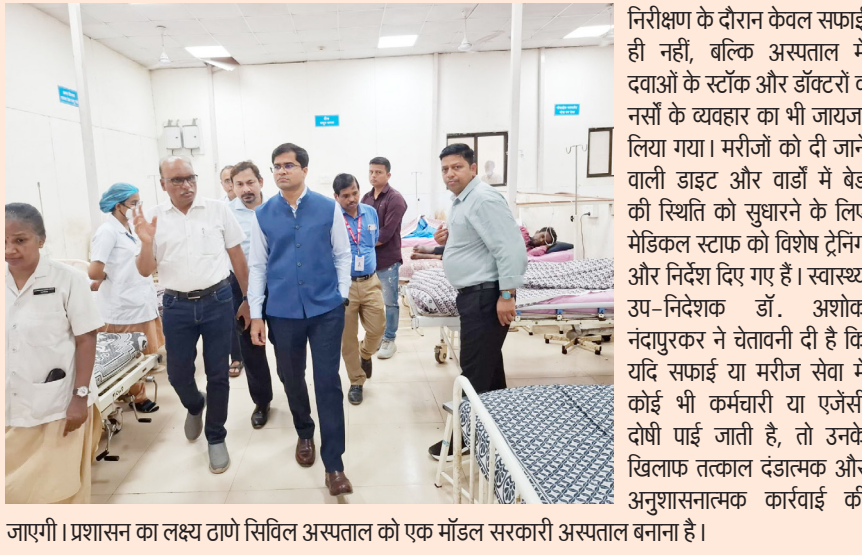 निरीक्षण के दौरान केवल सफाई
ही नहीं, बल्कि अस्पताल में
दवाओं के स्टॉक और डॉक्टरों व
नर्सों के व्यवहार का भी जायजा
लिया गया। मरीजों को दी जाने
वाली डाइट और वार्डों में बेड
की स्थिति को सुधारने के लिए
मेडिकल स्टाफ को विशेष ट्रेनिंग
और निर्देश दिए गए हैं। स्वास्थ्य
उप-निदेशक डॉ. अशोक
नंदापुरकर ने चेतावनी दी है कि
यदि सफाई या मरीज सेवा में
कोई भी कर्मचारी या एजेंसी
दोषी पाई जाती है, तो उनके
खिलाफ तत्काल दंडात्मक और
अनुशासनात्मक कार्रवाई की
जाएगी। प्रशासन का लक्ष्य ठाणे सिविल अस्पताल को एक मॉडल सरकारी अस्पताल बनाना है।